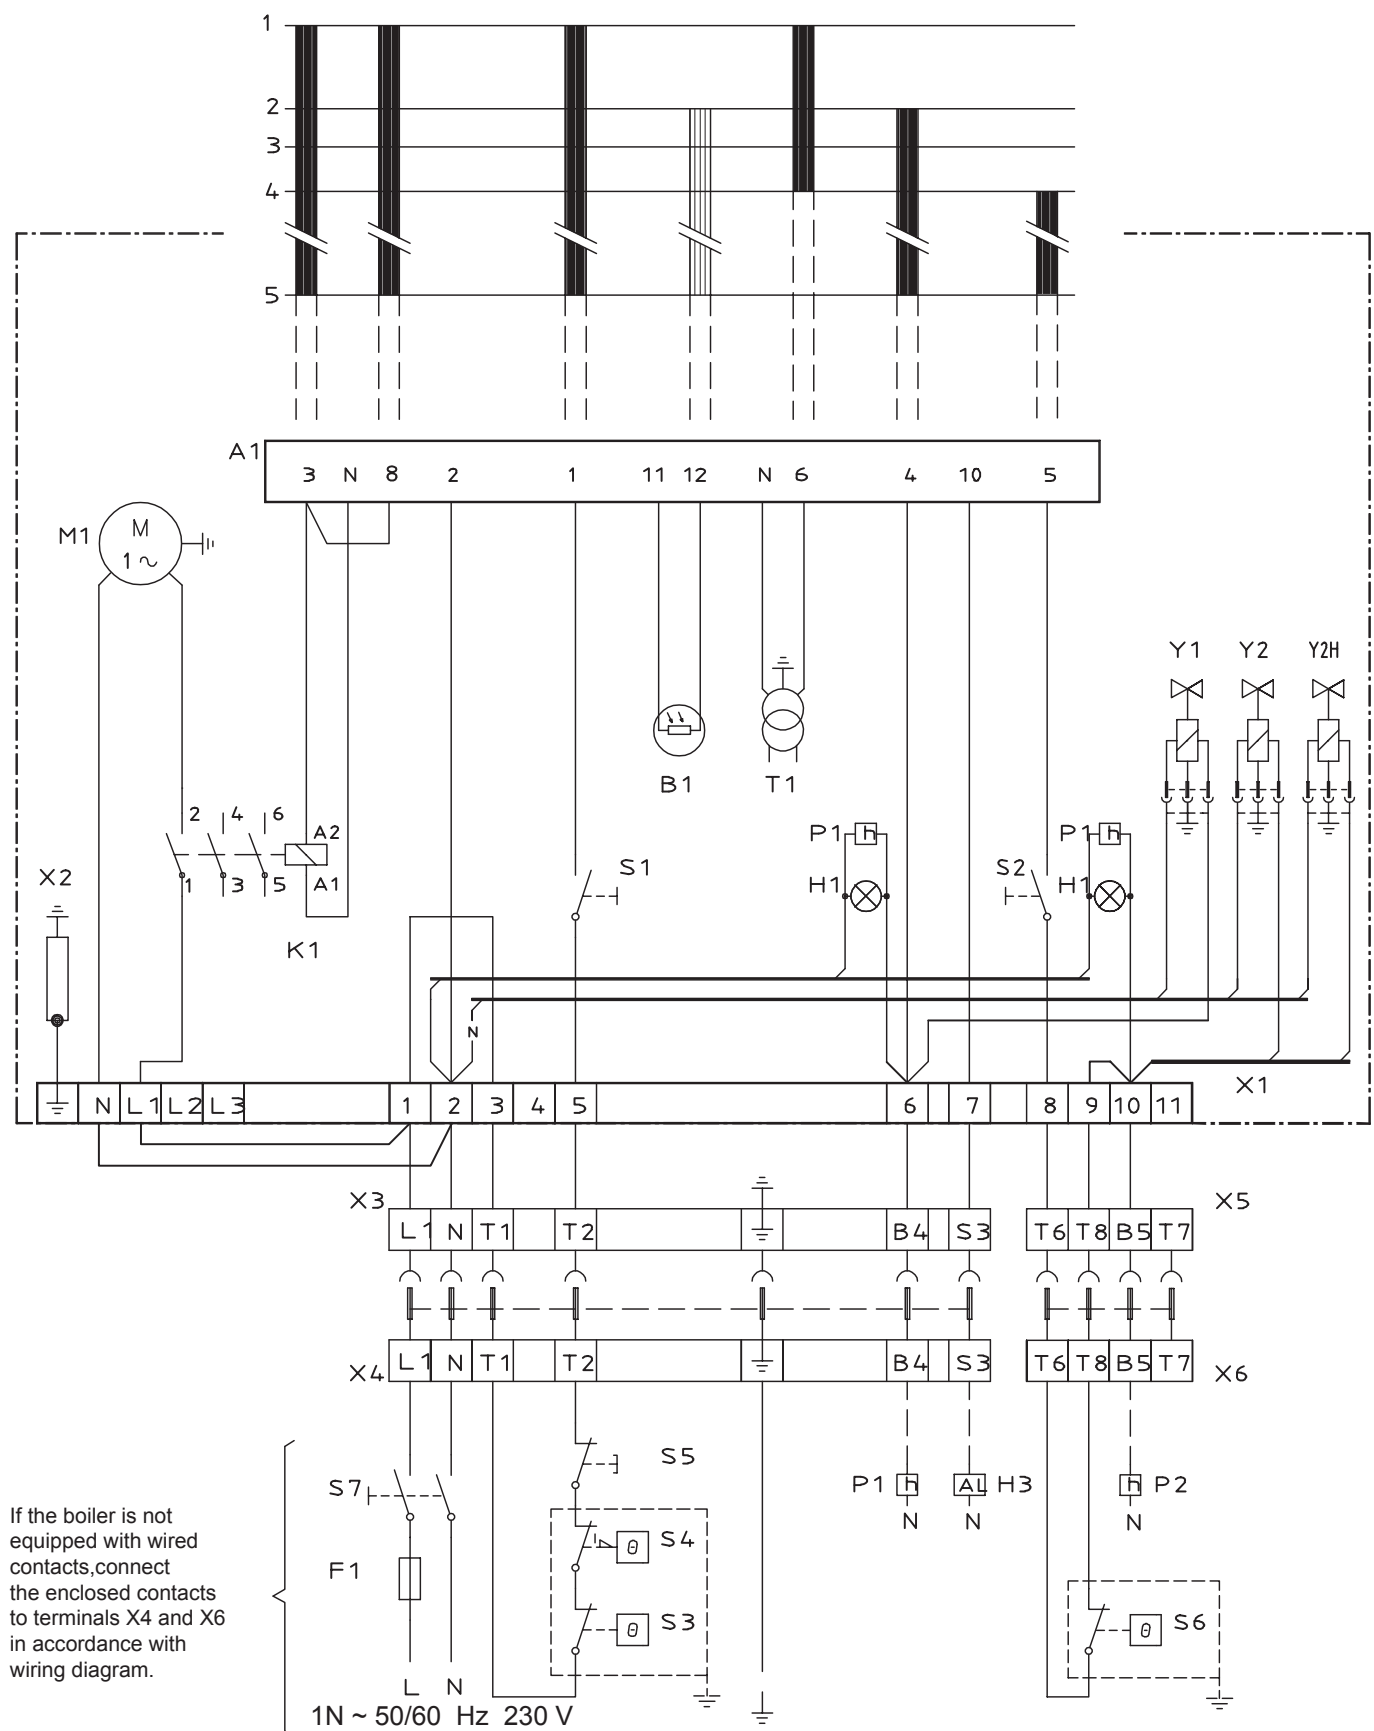 1
2
3
4
5
A1
3 N 8 2 1 11 12 N 6 4 10 5
M1
M
1~
Y1 Y2 Y2H
B1 T1
2 4 6
A2
P1 h P1 h
X2
1 3 5 A1
S1
H1
S2
H1
K1
N
X1
N L1 L2 L3 1 2 3 4 5 6 7 8 9 10 11
X3
X5
L1 N T1 T2 B4 S3 T6 T8 B5 T7
L1 N T1 T2 B4 S3 T6 T8 B5 T7
X4
X6
S5
S7
P1 h AL H3 h P2
N N N
θ S4
F1
θ S3
θ S6
L N
1N ~ 50/60 Hz 230 V
If the boiler is not
equipped with wired
contacts,connect
the enclosed contacts
to terminals X4 and X6
in accordance with
wiring diagram.